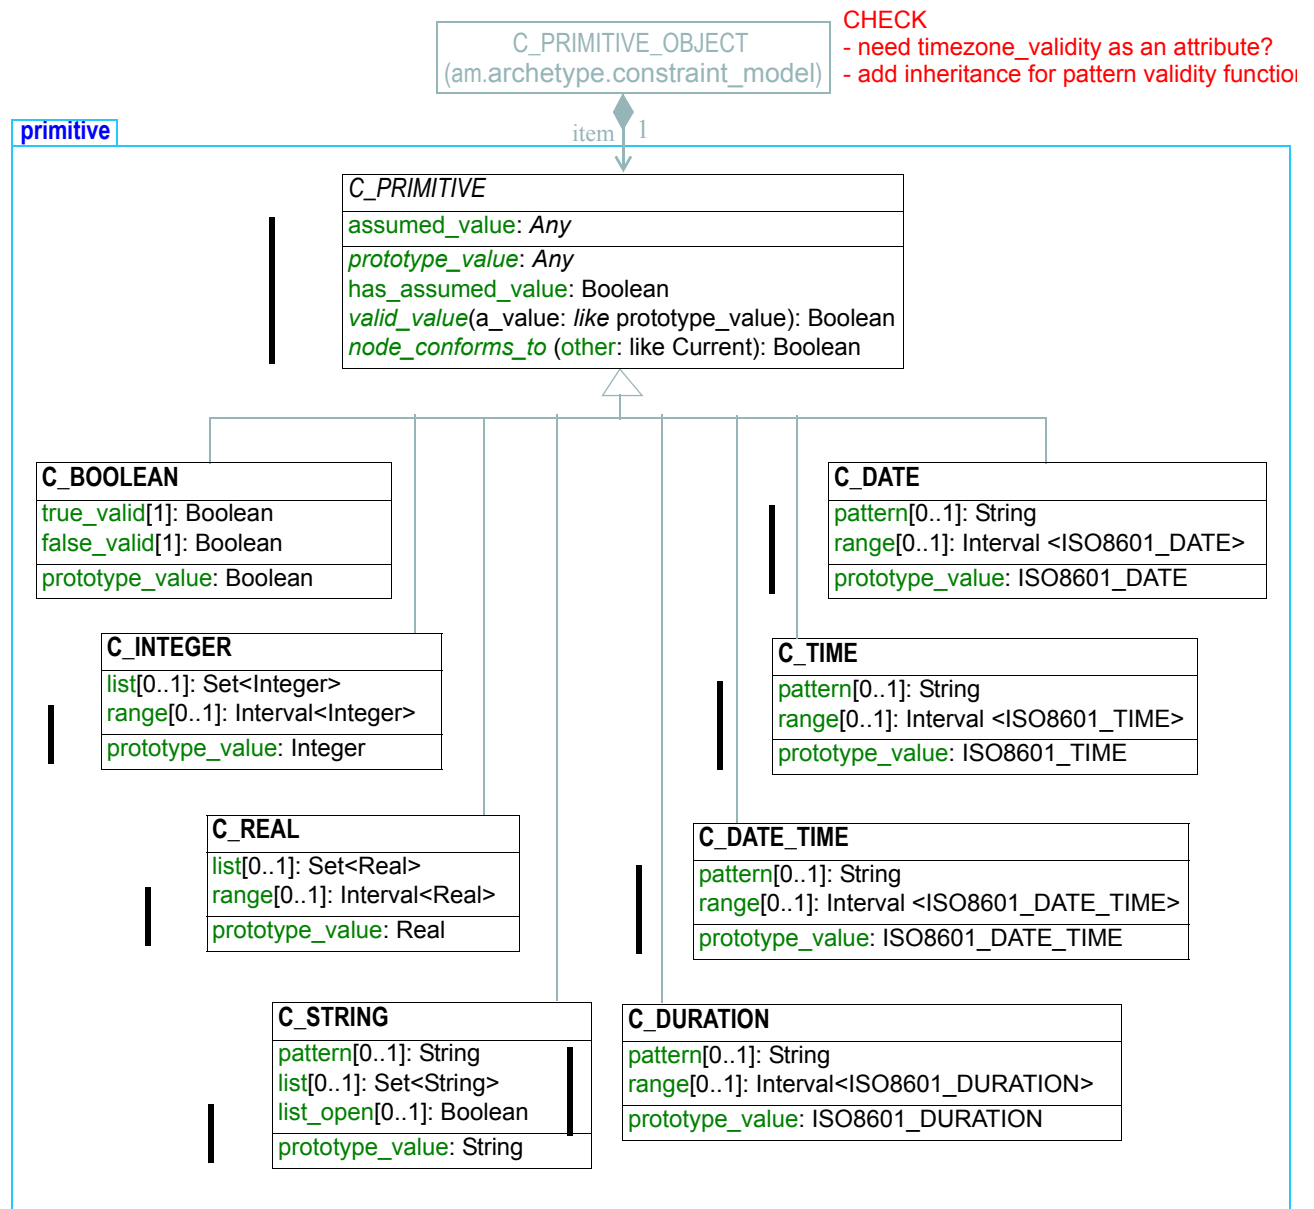 C_PRIMITIVE_OBJECT
(am.archetype.constraint_model)
CHECK
- need timezone_validity as an attribute?
- add inheritance for pattern validity function
item 1
primitive
C_PRIMITIVE
assumed_value: Any
prototype_value: Any
has_assumed_value: Boolean
valid_value(a_value: like prototype_value): Boolean
node_conforms_to (other: like Current): Boolean
C_BOOLEAN
true_valid[1]: Boolean
false_valid[1]: Boolean
prototype_value: Boolean
C_DATE
pattern[0..1]: String
range[0..1]: Interval <ISO8601_DATE>
prototype_value: ISO8601_DATE
C_INTEGER
list[0..1]: Set<Integer>
range[0..1]: Interval<Integer>
prototype_value: Integer
C_TIME
pattern[0..1]: String
range[0..1]: Interval <ISO8601_TIME>
prototype_value: ISO8601_TIME
C_REAL
list[0..1]: Set<Real>
range[0..1]: Interval<Real>
prototype_value: Real
C_DATE_TIME
pattern[0..1]: String
range[0..1]: Interval <ISO8601_DATE_TIME>
prototype_value: ISO8601_DATE_TIME
C_STRING
pattern[0..1]: String
list[0..1]: Set<String>
list_open[0..1]: Boolean
prototype_value: String
C_DURATION
pattern[0..1]: String
range[0..1]: Interval<ISO8601_DURATION>
prototype_value: ISO8601_DURATION